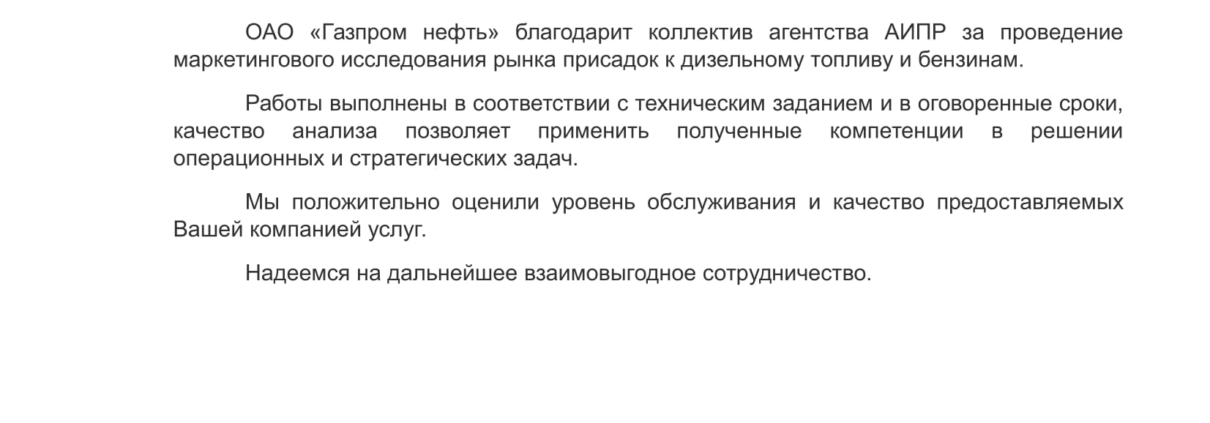 ОАО «Газпром нефть» благодарит коллектив агентства АИПР за проведение
маркетингового исследования рынка присадок к дизельному топливу и бензинам.
Работы выполнены в соответствии с техническим заданием и в оговоренные сроки,
качество анализа позволяет применить полученные компетенции в решении
операционных и стратегических задач.
Мы положительно оценили уровень обслуживания и качество предоставляемых
Вашей компанией услуг.
Надеемся на дальнейшее взаимовыгодное сотрудничество.